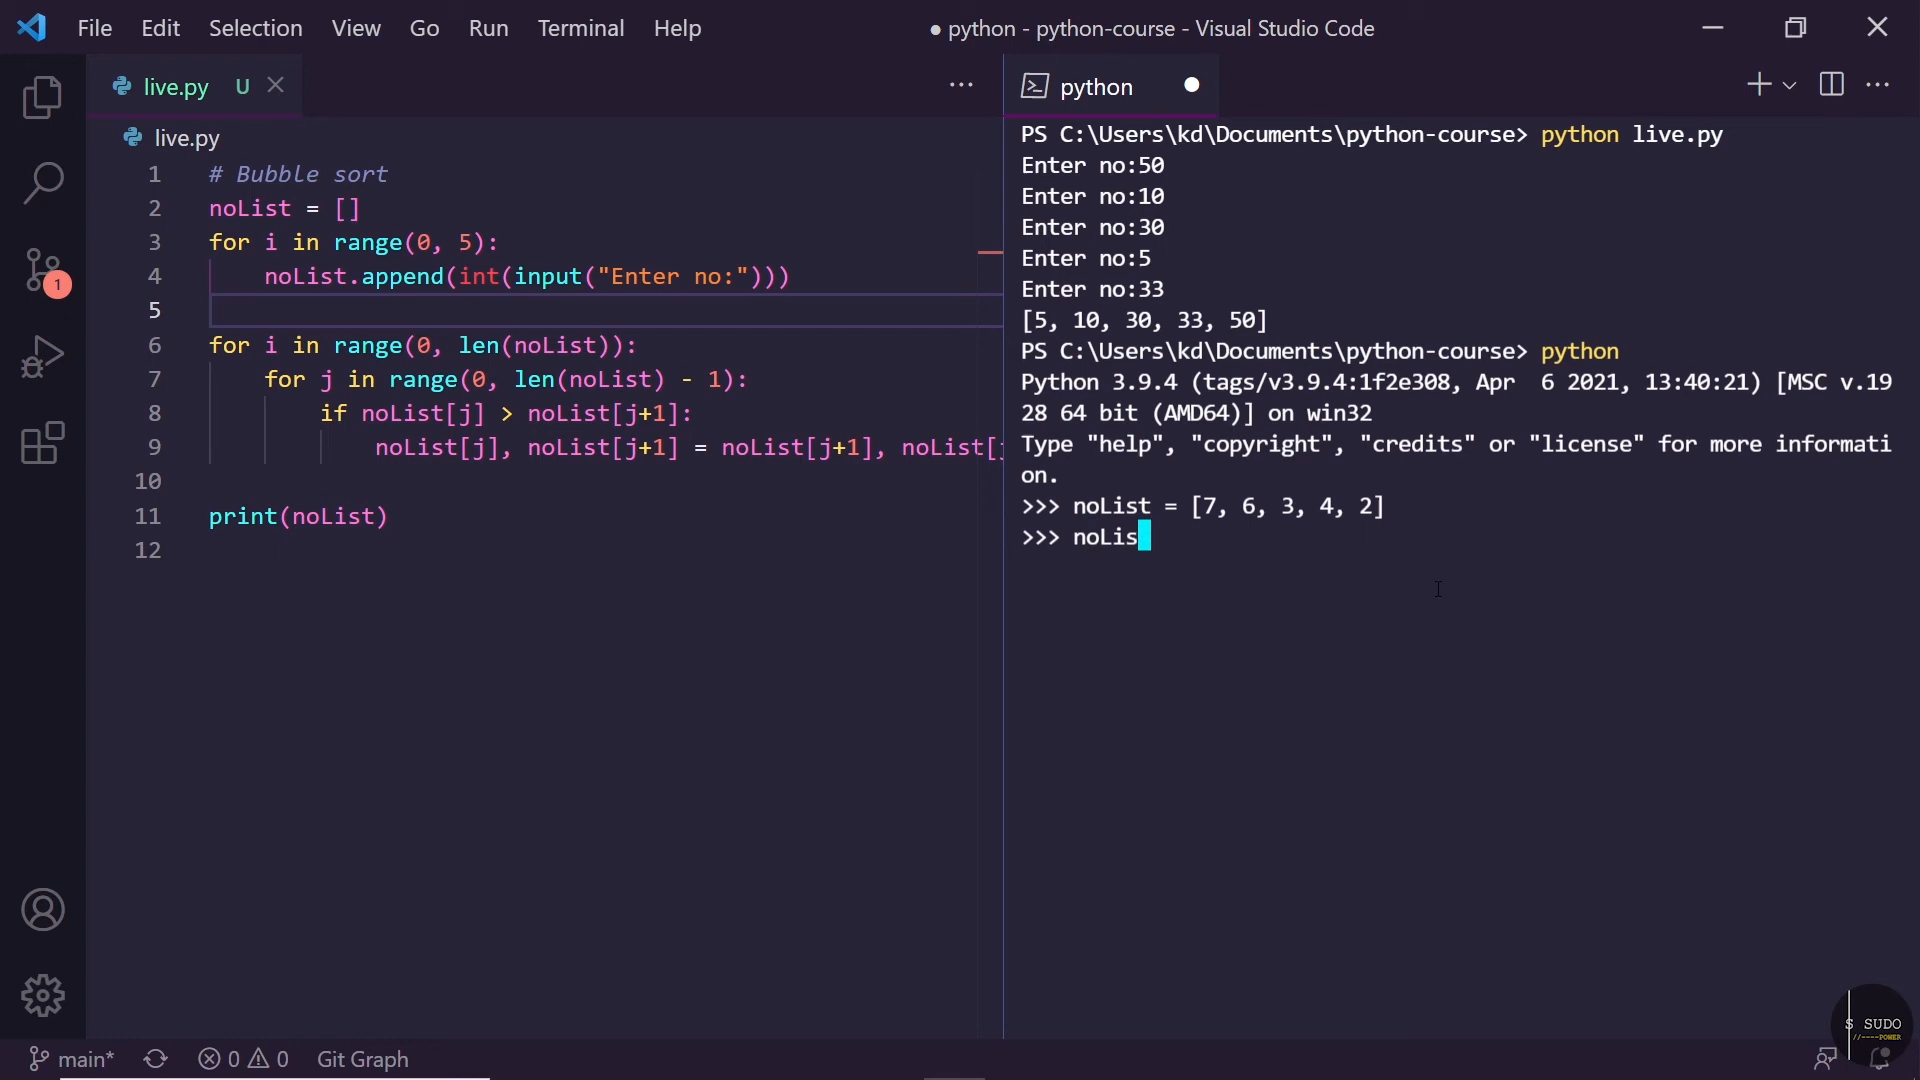 File Edit Selection View Go Run Terminal Help
● python - python-course - Visual Studio Code
live.py U
python
live.py
1 # Bubble sort
2 noList = []
3 for i in range(0, 5):
4 noList.append(int(input("Enter no:")))
5
6 for i in range(0, len(noList)):
7 for j in range(0, len(noList) - 1):
8 if noList[j] > noList[j+1]:
9 noList[j], noList[j+1] = noList[j+1], noList[
10
11 print(noList)
12
PS C:\Users\kd\Documents\python-course> python live.py
Enter no:50
Enter no:10
Enter no:30
Enter no:5
Enter no:33
[5, 10, 30, 33, 50]
PS C:\Users\kd\Documents\python-course> python
Python 3.9.4 (tags/v3.9.4:1f2e308, Apr  6 2021, 13:40:21) [MSC v.19
28 64 bit (AMD64)] on win32
Type "help", "copyright", "credits" or "license" for more informati
on.
>>> noList = [7, 6, 3, 4, 2]
>>> noLis
1
S SUDO
//----POWER
main* 0 0 Git Graph